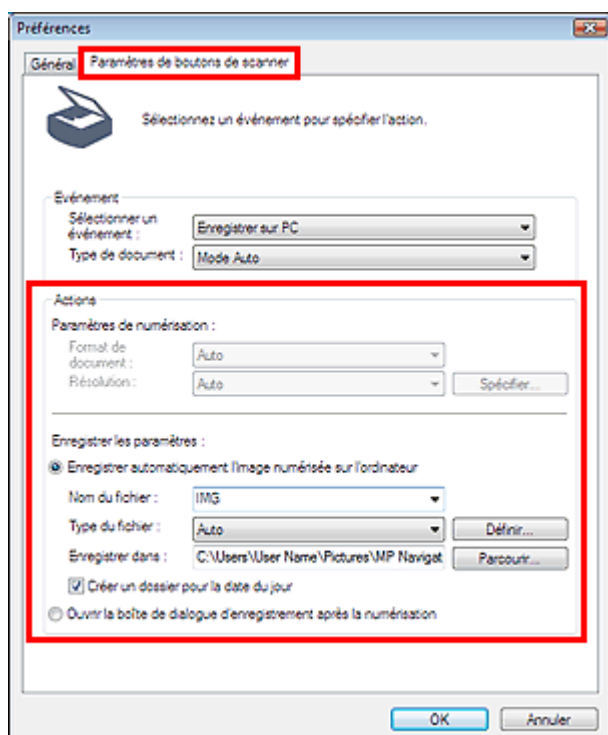 Préférences
Général
Paramètres de boutons de scanner
Sélectionnez un événement pour spécifier l'action.
Evénement
Sélectionner un
événement :
Enregistrer sur PC
Type de document :
Mode Auto
Actions
Paramètres de numérisation :
Format de
document :
Auto
Résolution :
Auto
Spécifier...
Enregistrer les paramètres :
Enregistrer automatiquement l'image numérisée sur l'ordinateur
Nom du fichier :
IMG
Type du fichier :
Auto
Définir...
Enregistrer dans :
C:\Users\User Name\Pictures\MP Navigat
Parcourir...
Créer un dossier pour la date du jour
Ouvrir la boîte de dialogue d'enregistrement après la numérisation
OK
Annuler